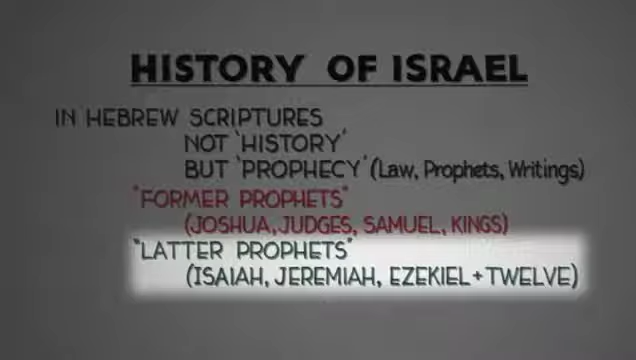 HISTORY OF ISRAEL
IN HEBREW SCRIPTURES
NOT 'HISTORY'
BUT 'PROPHECY' (Law, Prophets, Writings)
"FORMER PROPHETS"
(JOSHUA, JUDGES, SAMUEL, KINGS)
"LATTER PROPHETS"
(ISAIAH, JEREMIAH, EZEKIEL + TWELVE)